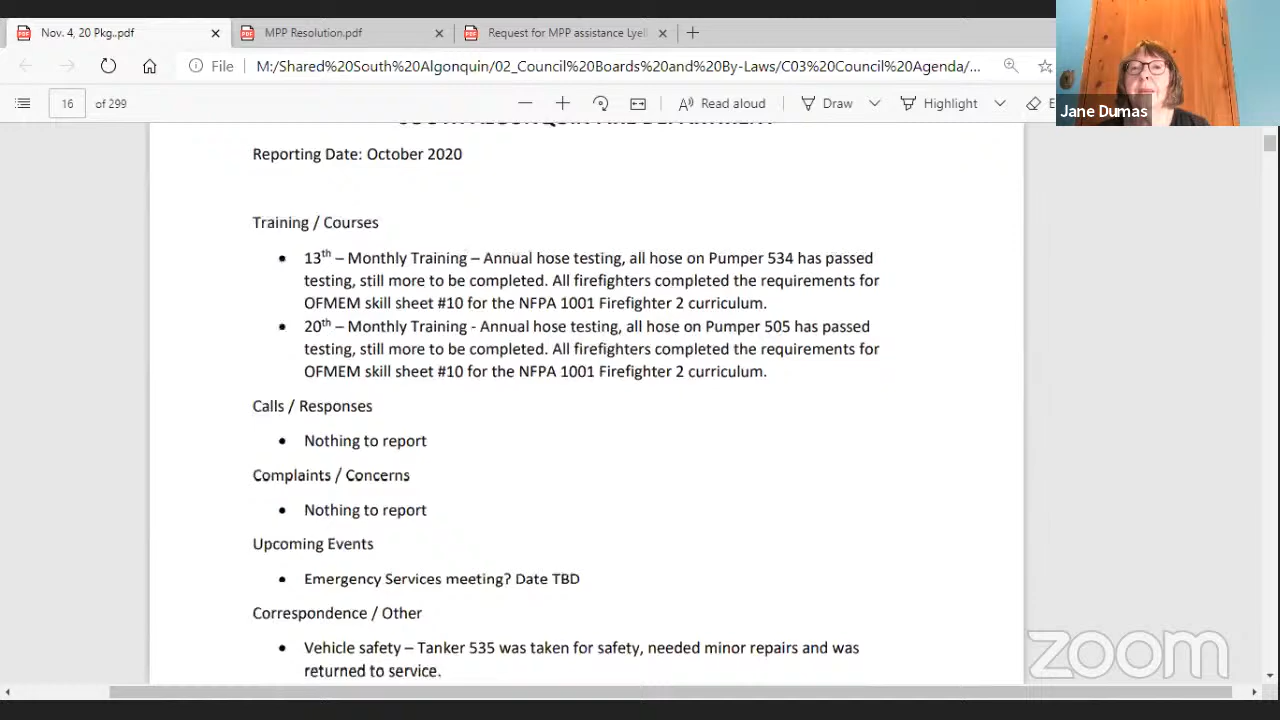 Nov. 4, 20 Pkg..pdf
MPP Resolution.pdf
Request for MPP assistance Lyell
File
M:/Shared%20South%20Algonquin/02_Council%20Boards%20and%20By-Laws/C03%20Council%20Agenda/...
16 of 299
Read aloud
Draw
Highlight
E
Jane Dumas
Reporting Date: October 2020
Training / Courses
• 13th – Monthly Training – Annual hose testing, all hose on Pumper 534 has passed
testing, still more to be completed. All firefighters completed the requirements for
OFMEM skill sheet #10 for the NFPA 1001 Firefighter 2 curriculum.
• 20th – Monthly Training - Annual hose testing, all hose on Pumper 505 has passed
testing, still more to be completed. All firefighters completed the requirements for
OFMEM skill sheet #10 for the NFPA 1001 Firefighter 2 curriculum.
Calls / Responses
• Nothing to report
Complaints / Concerns
• Nothing to report
Upcoming Events
• Emergency Services meeting? Date TBD
Correspondence / Other
• Vehicle safety – Tanker 535 was taken for safety, needed minor repairs and was
returned to service.
zoom